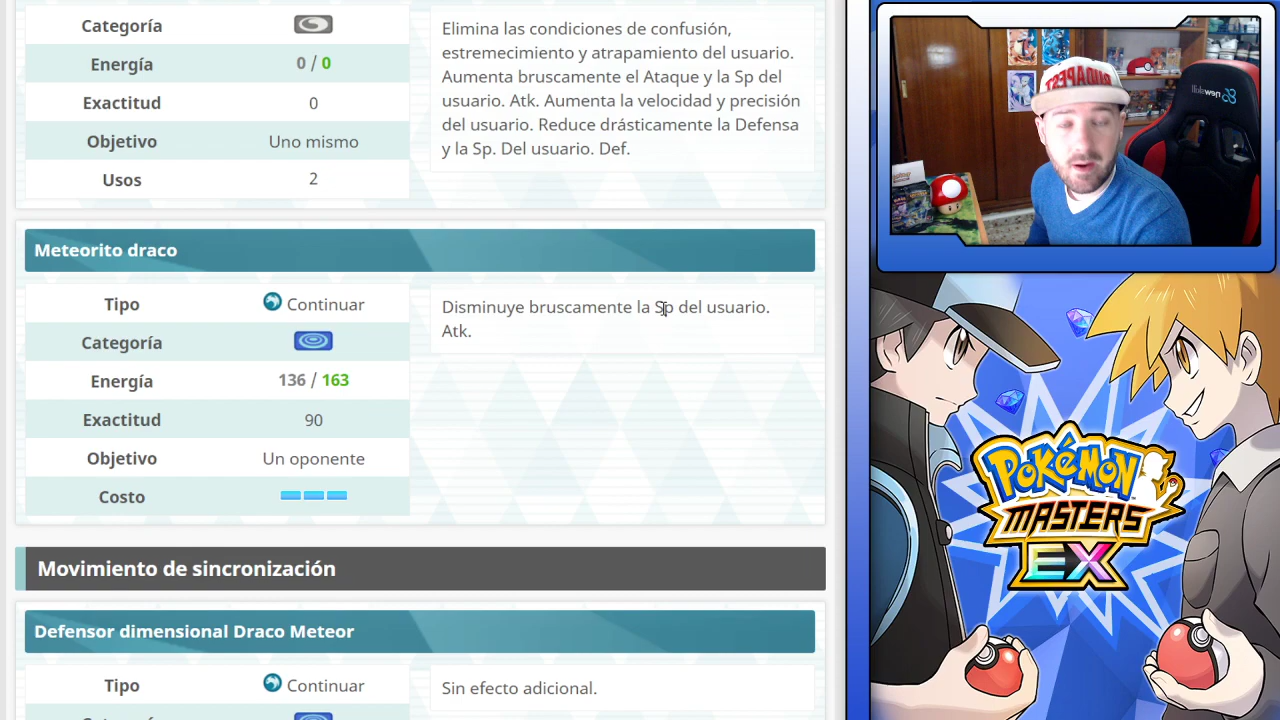 Categoría
Energía 0 / 0
Exactitud 0
Objetivo Uno mismo
Usos 2
Elimina las condiciones de confusión,
estremecimiento y atrapamiento del usuario.
Aumenta bruscamente el Ataque y la Sp del
usuario. Atk. Aumenta la velocidad y precisión
del usuario. Reduce drásticamente la Defensa
y la Sp. Del usuario. Def.
Meteorito draco
Tipo Continuar
Categoría
Energía 136 / 163
Exactitud 90
Objetivo Un oponente
Costo
Disminuye bruscamente la Sp del usuario.
Atk.
Movimiento de sincronización
Defensor dimensional Draco Meteor
Tipo Continuar
Sin efecto adicional.
BUDAPEST
newskill
POKéMON
MASTERS
EX